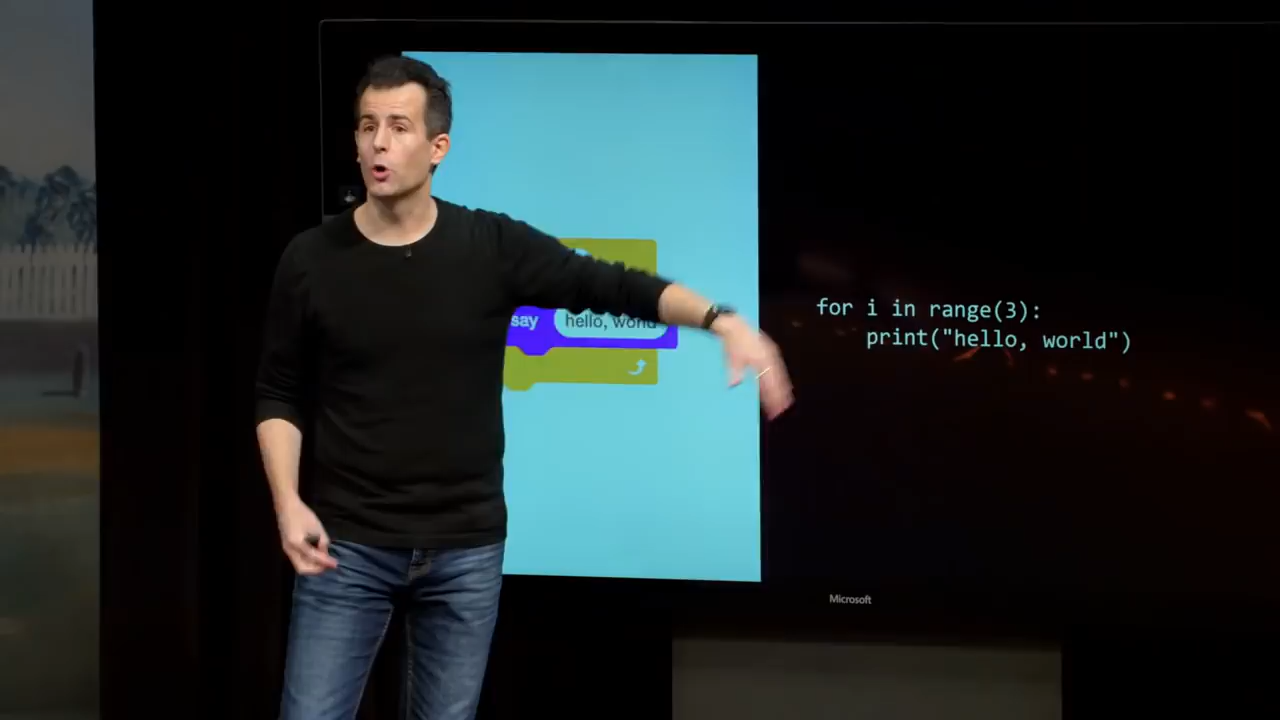 say hello, world
for i in range(3):
print("hello, world")
Microsoft